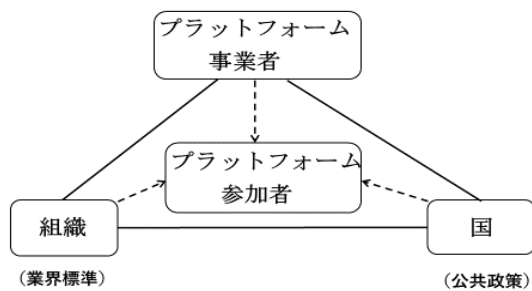 プラットフォーム
事業者
プラットフォーム
参加者
組織
国
(業界標準)
(公共政策)